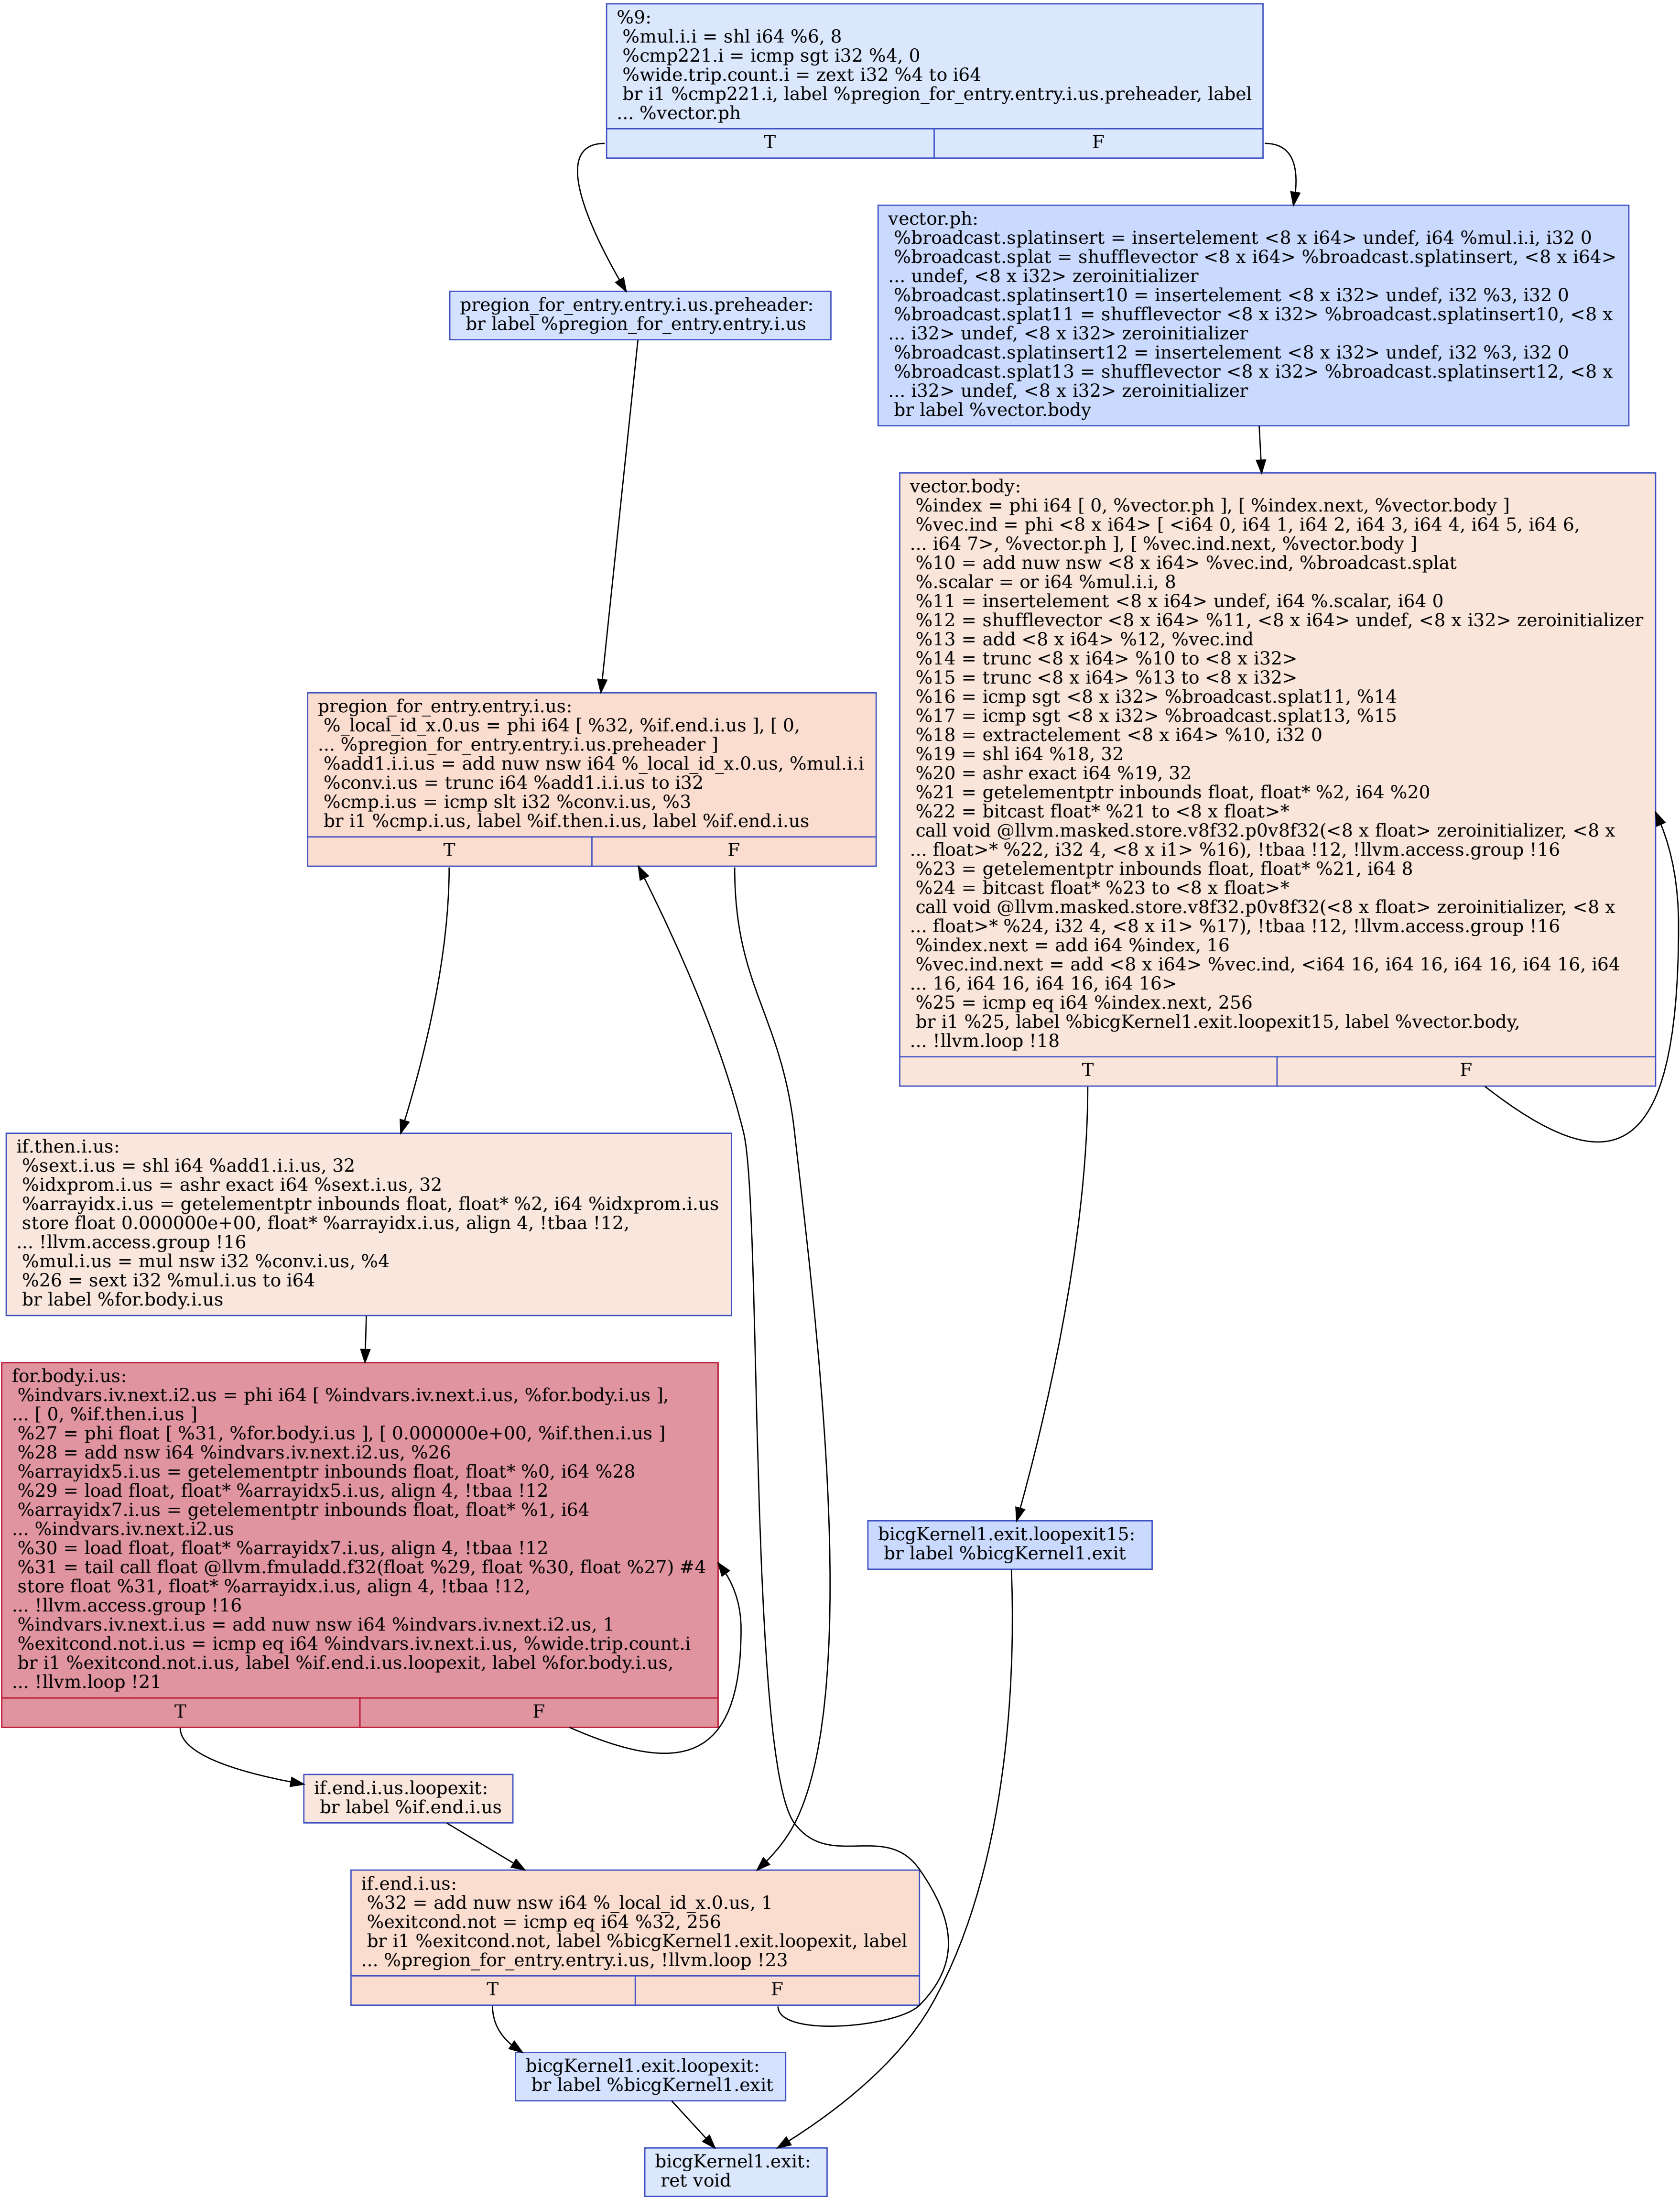 %9:
%mul.i.i = shl i64 %6, 8
%cmp221.i = icmp sgt i32 %4, 0
%wide.trip.count.i = zext i32 %4 to i64
br i1 %cmp221.i, label %pregion_for_entry.entry.i.us.preheader, label
... %vector.ph
T
F
vector.ph:
%broadcast.splatinsert = insertelement <8 x i64> undef, i64 %mul.i.i, i32 0
%broadcast.splat = shufflevector <8 x i64> %broadcast.splatinsert, <8 x i64>
... undef, <8 x i32> zeroinitializer
%broadcast.splatinsert10 = insertelement <8 x i32> undef, i32 %3, i32 0
%broadcast.splat11 = shufflevector <8 x i32> %broadcast.splatinsert10, <8 x
... i32> undef, <8 x i32> zeroinitializer
%broadcast.splatinsert12 = insertelement <8 x i32> undef, i32 %3, i32 0
%broadcast.splat13 = shufflevector <8 x i32> %broadcast.splatinsert12, <8 x
... i32> undef, <8 x i32> zeroinitializer
br label %vector.body
pregion_for_entry.entry.i.us.preheader:
br label %pregion_for_entry.entry.i.us
vector.body:
%index = phi i64 [ 0, %vector.ph ], [ %index.next, %vector.body ]
%vec.ind = phi <8 x i64> [ <i64 0, i64 1, i64 2, i64 3, i64 4, i64 5, i64 6,
... i64 7>, %vector.ph ], [ %vec.ind.next, %vector.body ]
%10 = add nuw nsw <8 x i64> %vec.ind, %broadcast.splat
%.scalar = or i64 %mul.i.i, 8
%11 = insertelement <8 x i64> undef, i64 %.scalar, i64 0
%12 = shufflevector <8 x i64> %11, <8 x i64> undef, <8 x i32> zeroinitializer
%13 = add <8 x i64> %12, %vec.ind
%14 = trunc <8 x i64> %10 to <8 x i32>
%15 = trunc <8 x i64> %13 to <8 x i32>
%16 = icmp sgt <8 x i32> %broadcast.splat11, %14
%17 = icmp sgt <8 x i32> %broadcast.splat13, %15
%18 = extractelement <8 x i64> %10, i32 0
%19 = shl i64 %18, 32
%20 = ashr exact i64 %19, 32
%21 = getelementptr inbounds float, float* %2, i64 %20
%22 = bitcast float* %21 to <8 x float>*
call void @llvm.masked.store.v8f32.p0v8f32(<8 x float> zeroinitializer, <8 x
... float>* %22, i32 4, <8 x i1> %16), !tbaa !12, !llvm.access.group !16
%23 = getelementptr inbounds float, float* %21, i64 8
%24 = bitcast float* %23 to <8 x float>*
call void @llvm.masked.store.v8f32.p0v8f32(<8 x float> zeroinitializer, <8 x
... float>* %24, i32 4, <8 x i1> %17), !tbaa !12, !llvm.access.group !16
%index.next = add i64 %index, 16
%vec.ind.next = add <8 x i64> %vec.ind, <i64 16, i64 16, i64 16, i64 16, i64
... 16, i64 16, i64 16, i64 16>
%25 = icmp eq i64 %index.next, 256
br i1 %25, label %bicgKernel1.exit.loopexit15, label %vector.body,
... !llvm.loop !18
T
F
pregion_for_entry.entry.i.us:
%_local_id_x.0.us = phi i64 [ %32, %if.end.i.us ], [ 0,
... %pregion_for_entry.entry.i.us.preheader ]
%add1.i.i.us = add nuw nsw i64 %_local_id_x.0.us, %mul.i.i
%conv.i.us = trunc i64 %add1.i.i.us to i32
%cmp.i.us = icmp slt i32 %conv.i.us, %3
br i1 %cmp.i.us, label %if.then.i.us, label %if.end.i.us
T
F
if.then.i.us:
%sext.i.us = shl i64 %add1.i.i.us, 32
%idxprom.i.us = ashr exact i64 %sext.i.us, 32
%arrayidx.i.us = getelementptr inbounds float, float* %2, i64 %idxprom.i.us
store float 0.000000e+00, float* %arrayidx.i.us, align 4, !tbaa !12,
... !llvm.access.group !16
%mul.i.us = mul nsw i32 %conv.i.us, %4
%26 = sext i32 %mul.i.us to i64
br label %for.body.i.us
for.body.i.us:
%indvars.iv.next.i2.us = phi i64 [ %indvars.iv.next.i.us, %for.body.i.us ],
... [ 0, %if.then.i.us ]
%27 = phi float [ %31, %for.body.i.us ], [ 0.000000e+00, %if.then.i.us ]
%28 = add nsw i64 %indvars.iv.next.i2.us, %26
%arrayidx5.i.us = getelementptr inbounds float, float* %0, i64 %28
%29 = load float, float* %arrayidx5.i.us, align 4, !tbaa !12
%arrayidx7.i.us = getelementptr inbounds float, float* %1, i64
... %indvars.iv.next.i2.us
%30 = load float, float* %arrayidx7.i.us, align 4, !tbaa !12
%31 = tail call float @llvm.fmuladd.f32(float %29, float %30, float %27) #4
store float %31, float* %arrayidx.i.us, align 4, !tbaa !12,
... !llvm.access.group !16
%indvars.iv.next.i.us = add nuw nsw i64 %indvars.iv.next.i2.us, 1
%exitcond.not.i.us = icmp eq i64 %indvars.iv.next.i.us, %wide.trip.count.i
br i1 %exitcond.not.i.us, label %if.end.i.us.loopexit, label %for.body.i.us,
... !llvm.loop !21
T
F
bicgKernel1.exit.loopexit15:
br label %bicgKernel1.exit
if.end.i.us.loopexit:
br label %if.end.i.us
if.end.i.us:
%32 = add nuw nsw i64 %_local_id_x.0.us, 1
%exitcond.not = icmp eq i64 %32, 256
br i1 %exitcond.not, label %bicgKernel1.exit.loopexit, label
... %pregion_for_entry.entry.i.us, !llvm.loop !23
T
F
bicgKernel1.exit.loopexit:
br label %bicgKernel1.exit
bicgKernel1.exit:
ret void